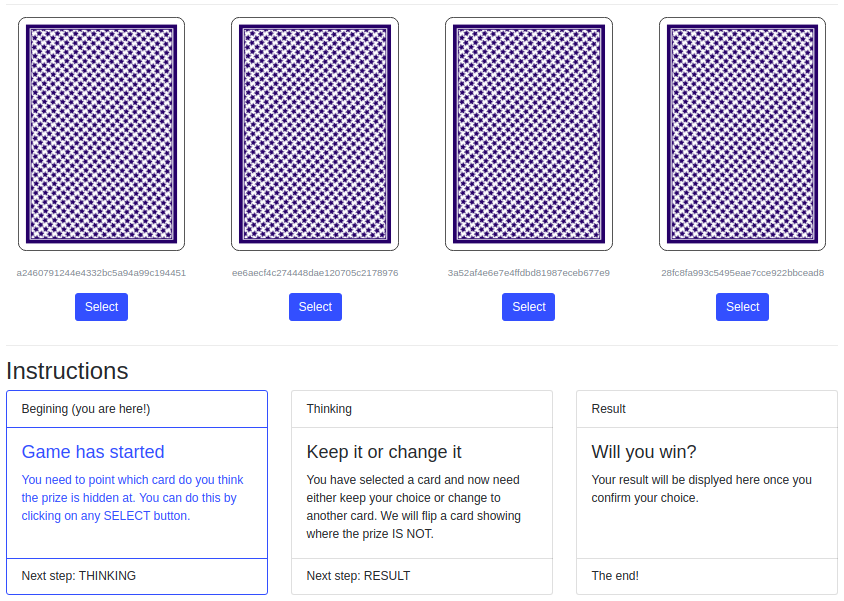 a2460791244e4332bc5a94a99c194451 ee6aecf4c274448dae120705c2178976 3a52af4e6e7e4ffdbd81987eceb677e9 28fc8fa993c5495eae7cce922bbcead8
Select Select Select Select
Instructions
Begining (you are here!)
Game has started
You need to point which card do you think
the prize is hidden at. You can do this by
clicking on any SELECT button.
Next step: THINKING
Thinking
Keep it or change it
You have selected a card and now need
either keep your choice or change to
another card. We will flip a card showing
where the prize IS NOT.
Next step: RESULT
Result
Will you win?
Your result will be displyed here once you
confirm your choice.
The end!